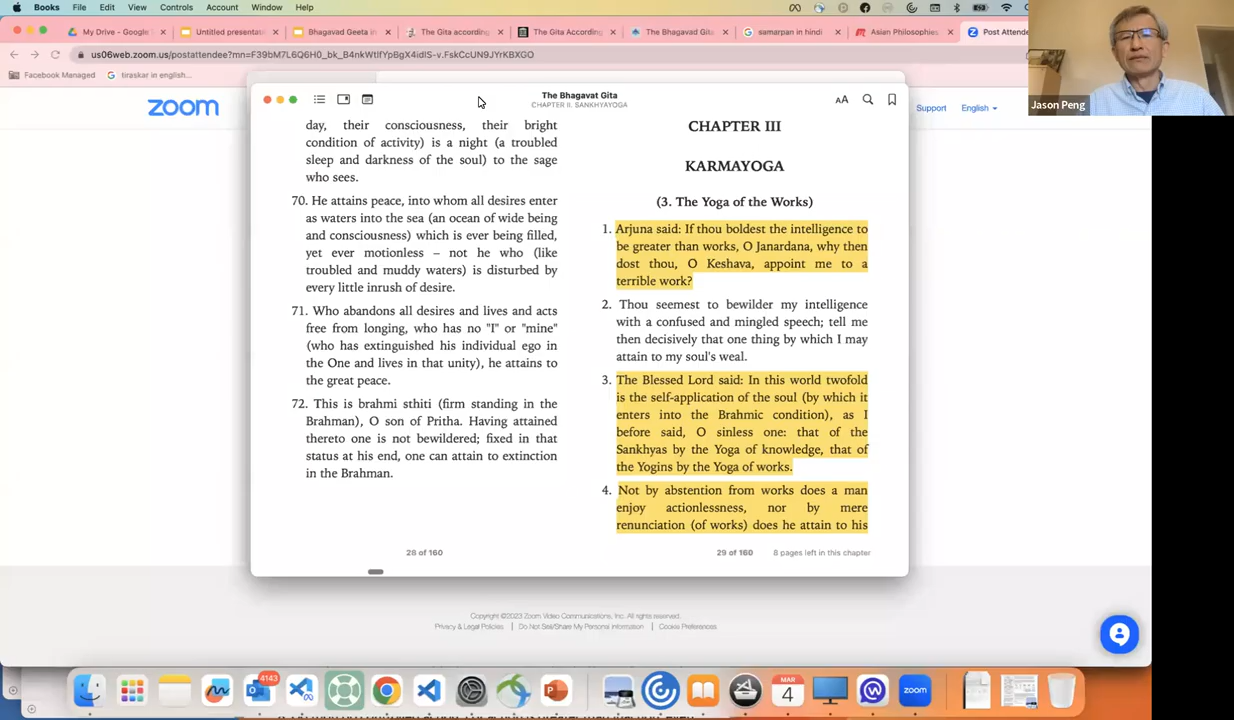 Books File Edit View Controls Account Window Help
My Drive - Google
Untitled presentati
Bhagavad Geeta in
The Gita according
The Gita According
The Bhagavad Gita
samarpan in hindi
Asian Philosophies
Post Attende
us06web.zoom.us/postattendee?mn=F39bM7L6Q6H0_bk_B4nkWtlfYpBgX4idIS-v.FskCcUN9JYrKBXGO
Facebook Managed
tiraskar in english...
zoom
Support
English
Jason Peng
The Bhagavat Gita
CHAPTER II. SANKHYAYOGA
AA
day, their consciousness, their bright
condition of activity) is a night (a troubled
sleep and darkness of the soul) to the sage
who sees.
70. He attains peace, into whom all desires enter
as waters into the sea (an ocean of wide being
and consciousness) which is ever being filled,
yet ever motionless – not he who (like
troubled and muddy waters) is disturbed by
every little inrush of desire.
71. Who abandons all desires and lives and acts
free from longing, who has no "I" or "mine"
(who has extinguished his individual ego in
the One and lives in that unity), he attains to
the great peace.
72. This is brahmi sthiti (firm standing in the
Brahman), O son of Pritha. Having attained
thereto one is not bewildered; fixed in that
status at his end, one can attain to extinction
in the Brahman.
28 of 160
CHAPTER III
KARMAYOGA
(3. The Yoga of the Works)
1. Arjuna said: If thou boldest the intelligence to
be greater than works, O Janardana, why then
dost thou, O Keshava, appoint me to a
terrible work?
2. Thou seemest to bewilder my intelligence
with a confused and mingled speech; tell me
then decisively that one thing by which I may
attain to my soul's weal.
3. The Blessed Lord said: In this world twofold
is the self-application of the soul (by which it
enters into the Brahmic condition), as I
before said, O sinless one: that of the
Sankhyas by the Yoga of knowledge, that of
the Yogins by the Yoga of works.
4. Not by abstention from works does a man
enjoy actionlessness, nor by mere
renunciation (of works) does he attain to his
29 of 160
8 pages left in this chapter
Copyright ©2023 Zoom Video Communications, Inc. All rights reserved.
Privacy & Legal Policies | Do Not Sell/Share My Personal Information | Cookie Preferences
4143
MAR
4
zoom